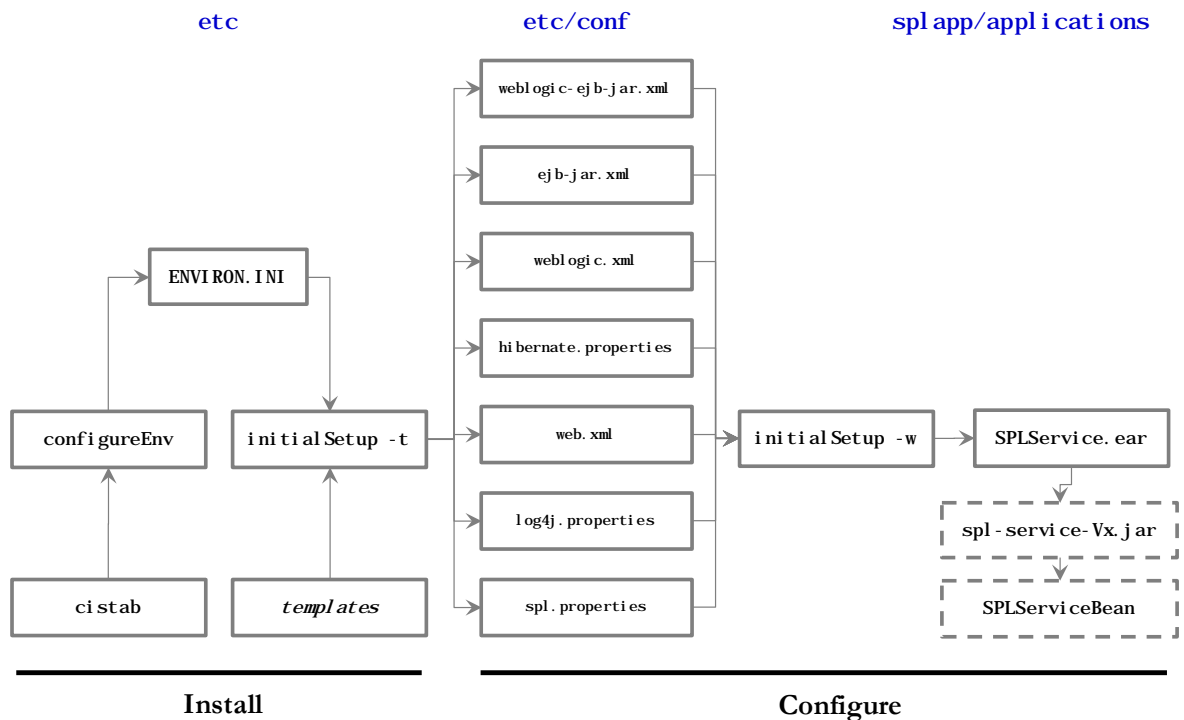 etc
etc/conf
splapp/applications
weblogic-ejb-jar.xml
ejb-jar.xml
weblogic.xml
ENVIRON.INI
hibernate.properties
configureEnv
initialSetup -t
web.xml
initialSetup -w
SPLService.ear
log4j.properties
spl-service-Vx.jar
cistab
templates
spl.properties
SPLServiceBean
Install
Configure